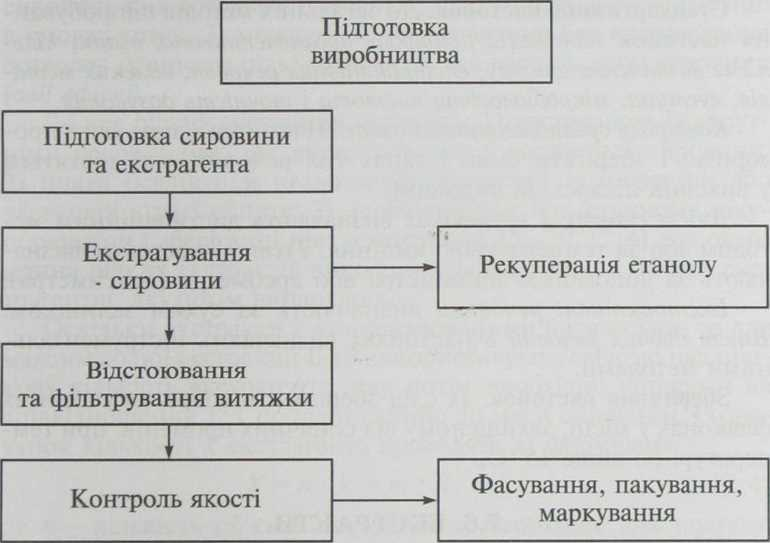 Підготовка
виробництва
Підготовка сировини
та екстрагента
Екстрагування
- сировини
Рекуперація етанолу
Відстоювання
та фільтрування витяжки
Контроль якості
Фасування, пакування,
маркування